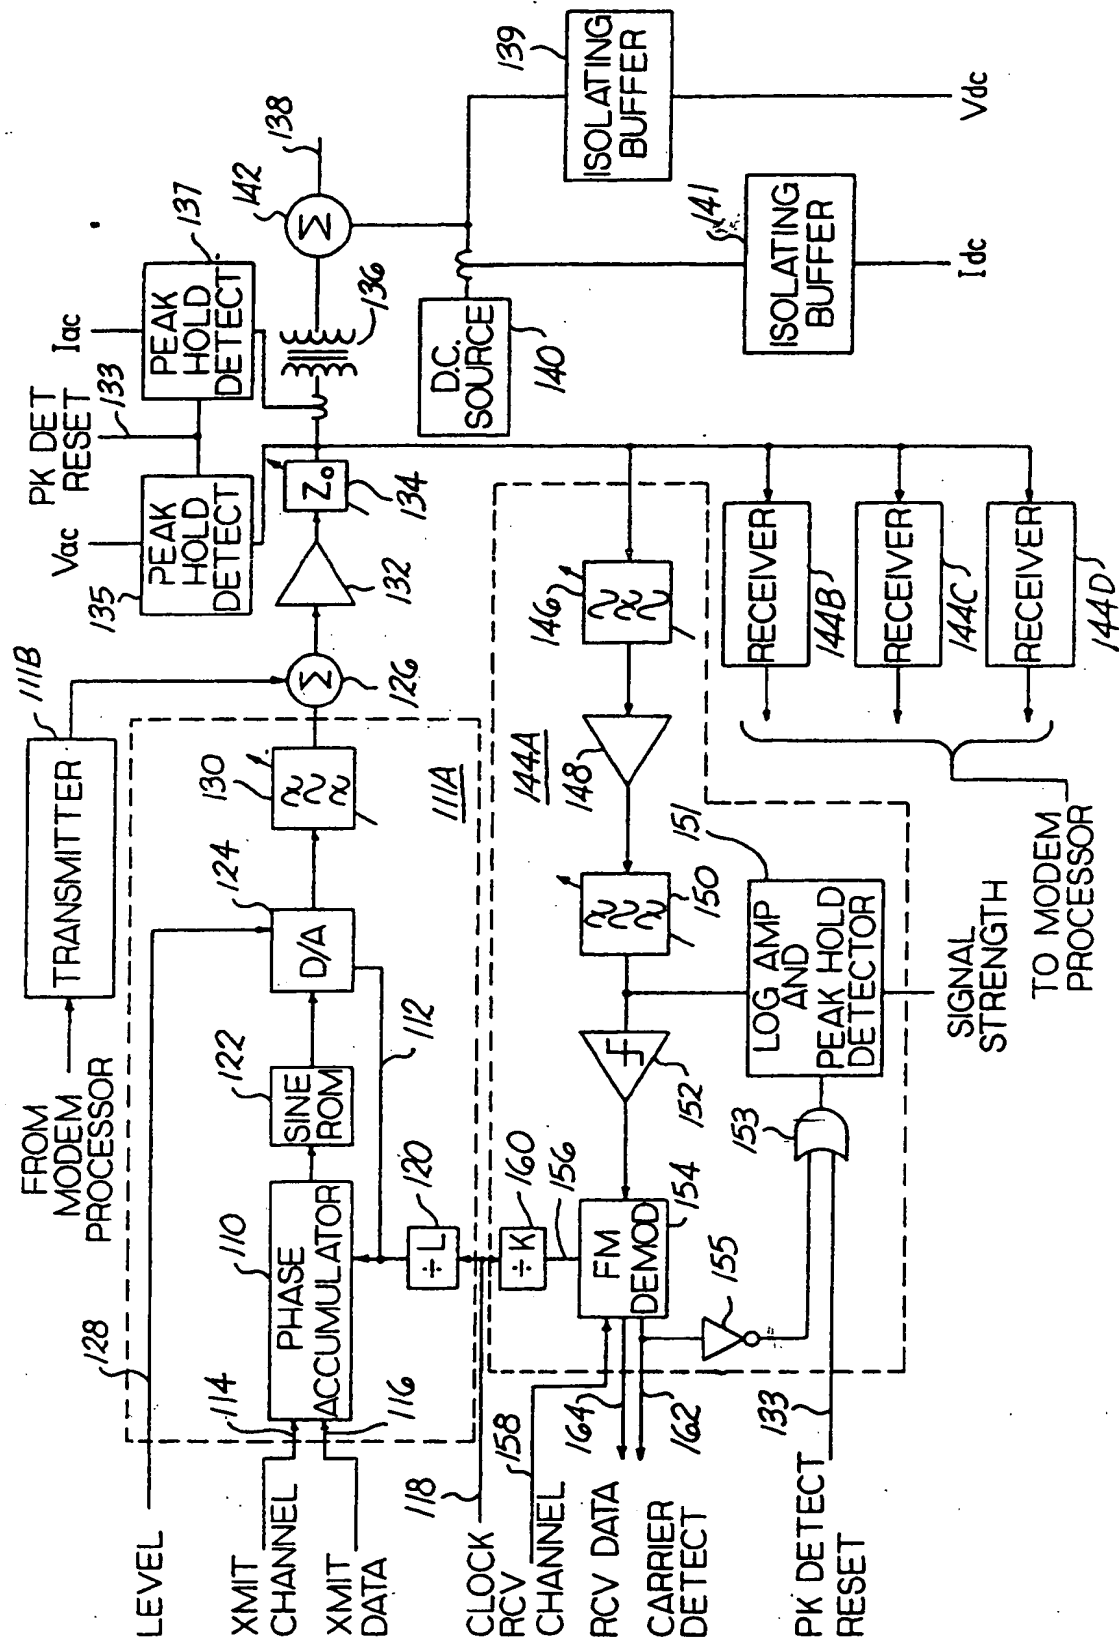 FROM
MODEM
PROCESSOR
TRANSMITTER
111B
LEVEL
128
XMIT
CHANNEL
114
XMIT
DATA
116
PHASE
ACCUMULATOR
110
SINE
ROM
122
D/A
124
112
130
111A
÷L
120
Σ
126
132
Z₀
134
Vac
PK DET
RESET
133
Iac
PEAK
HOLD
DETECT
135
PEAK
HOLD
DETECT
137
136
Σ
142
138
D.C.
SOURCE
140
ISOLATING
BUFFER
139
Vdc
ISOLATING
BUFFER
141
Idc
CLOCK
118
RCV
CHANNEL
158
RCV DATA
164
CARRIER
DETECT
162
PK DETECT
RESET
133
÷K
160
156
FM
DEMOD
154
155
152
153
150
148
144A
146
LOG AMP
AND
PEAK HOLD
DETECTOR
151
SIGNAL
STRENGTH
RECEIVER
144B
RECEIVER
144C
RECEIVER
144D
TO MODEM
PROCESSOR